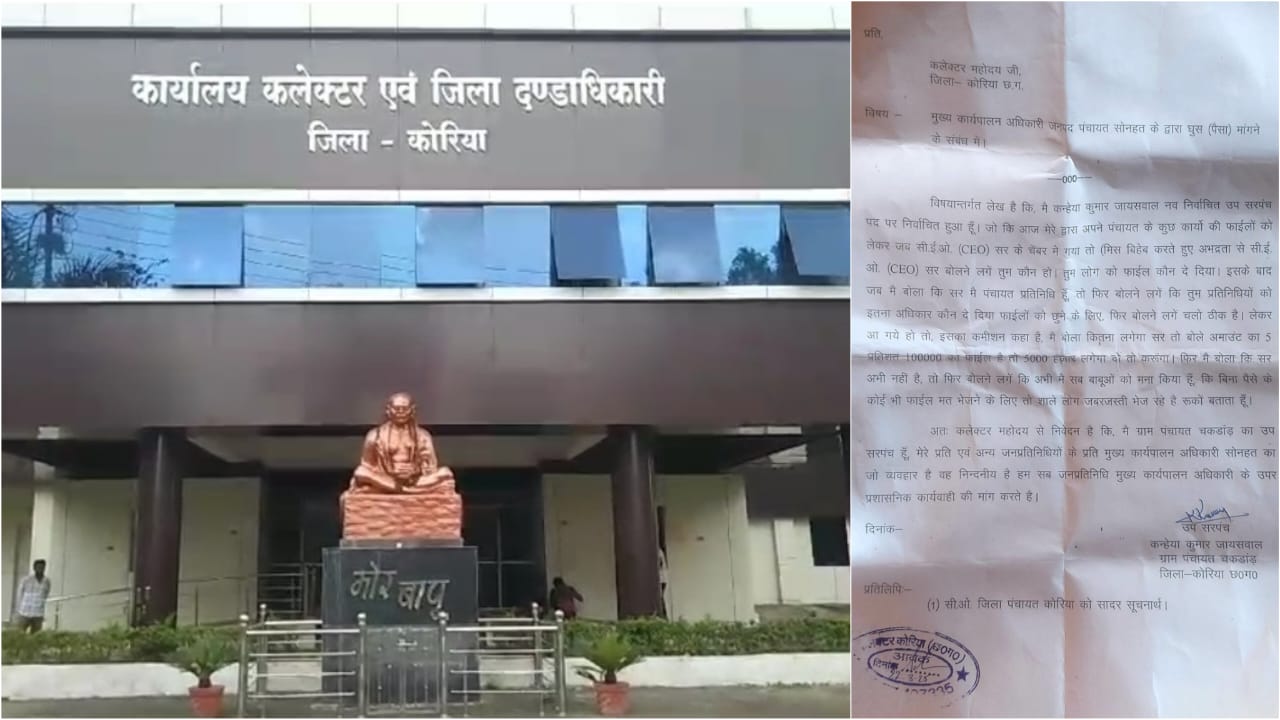 कार्यालय कलेक्टर एवं जिला दण्डाधिकारी
जिला - कोरिया
मोर बापू
प्रति,
कलेक्टर महोदय जी,
जिला- कोरिया छ.ग.
विषय - मुख्य कार्यपालन अधिकारी जनपद पंचायत सोनहत के द्वारा घुस (पैसा) मांगने
के संबंध में।
---000---
विषयान्तर्गत लेख है कि, मै कन्हेया कुमार जायसवाल नव निर्वाचित उप सरपंच
पद पर निर्वाचित हुआ हूँ। जो कि आज मेरे द्वारा अपने पंचायत के कुछ कार्यो की फाईलों को
लेकर जब सी.ई.ओ. (CEO) सर के चेंबर मे गया तो (मिस बिहेब करते हुए अभद्रता से सी.ई.
ओ. (CEO) सर बोलने लगें तुम कौन हो। तुम लोग को फाईल कौन दे दिया। इसके बाद
जब मै बोला कि सर मै पंचायत प्रतिनिधि हूँ, तो फिर बोलने लगें कि तुम प्रतिनिधियों को
इतना अधिकार कौन दे दिया फाईलों को छुने के लिए, फिर बोलने लगें चलो ठीक है। लेकर
आ गये हो तो, इसका कमीशन कहा है, मै बोला कितना लगेगा सर तो बोले अमाउंट का 5
प्रतिशत 100000 का फाईल है तो 5000 हजार लगेगा दो तो करूंगा। फिर मै बोला कि सर
अभी नहीं है, तो फिर बोलने लगें कि अभी मै सब बाबूओं को मना किया हूँ, कि बिना पैसे के
कोई भी फाईल मत भेजने के लिए तो शाले लोग जबरजस्ती भेज रहे है रूकों बताता हूँ।
अतः कलेक्टर महोदय से निवेदन है कि, मै ग्राम पंचायत चकडांड़ का उप
सरपंच हूँ, मेरे प्रति एवं अन्य जनप्रतिनिधियों के प्रति मुख्य कार्यपालन अधिकारी सोनहत का
जो व्यवहार है वह निन्दनीय है हम सब जनप्रतिनिधि मुख्य कार्यपालन अधिकारी के उपर
प्रशासनिक कार्यवाही की मांग करते है।
दिनांक-
उप सरपंच
कन्हेया कुमार जायसवाल
ग्राम पंचायत चकडांड़
जिला-कोरिया छ0ग0
प्रतिलिपि:-
(1) सी.ओ. जिला पंचायत कोरिया को सादर सूचनार्थ।
कोरिया (छ0ग0)
आवक
दिनांक